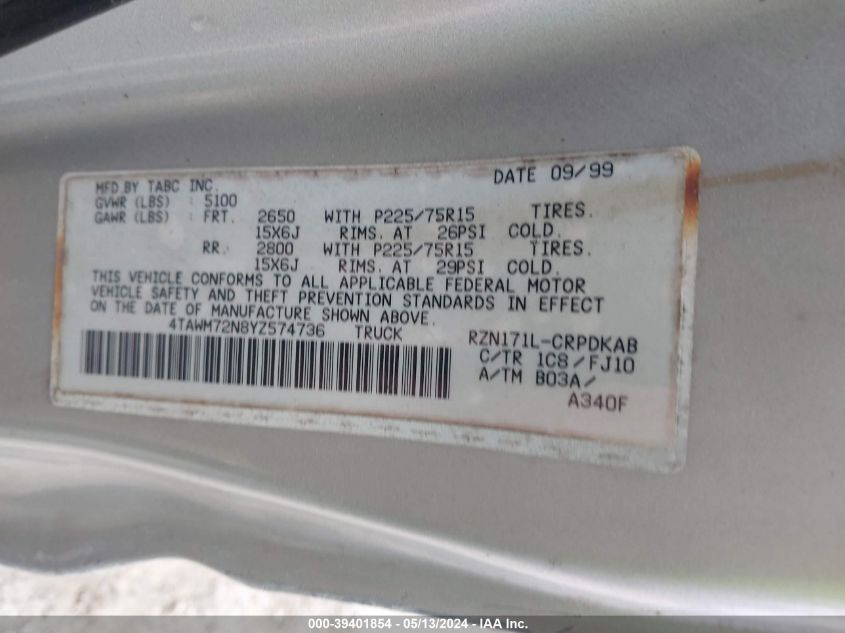 MFD.BY TABC INC. DATE 09/99
GVWR (LBS) : 5100
GAWR (LBS) : FRT. 2650 WITH P225/75R15 TIRES.
15X6J RIMS. AT 26PSI COLD.
RR. 2800 WITH P225/75R15 TIRES.
15X6J RIMS. AT 29PSI COLD.
THIS VEHICLE CONFORMS TO ALL APPLICABLE FEDERAL MOTOR
VEHICLE SAFETY AND THEFT PREVENTION STANDARDS IN EFFECT
ON THE DATE OF MANUFACTURE SHOWN ABOVE.
4TAWM72N8YZ574736 TRUCK RZN171L-CRPDKAB
C/TR 1C8/FJ10
A/TM B03A/
A340F
000-39401854 - 05/13/2024 - IAA Inc.